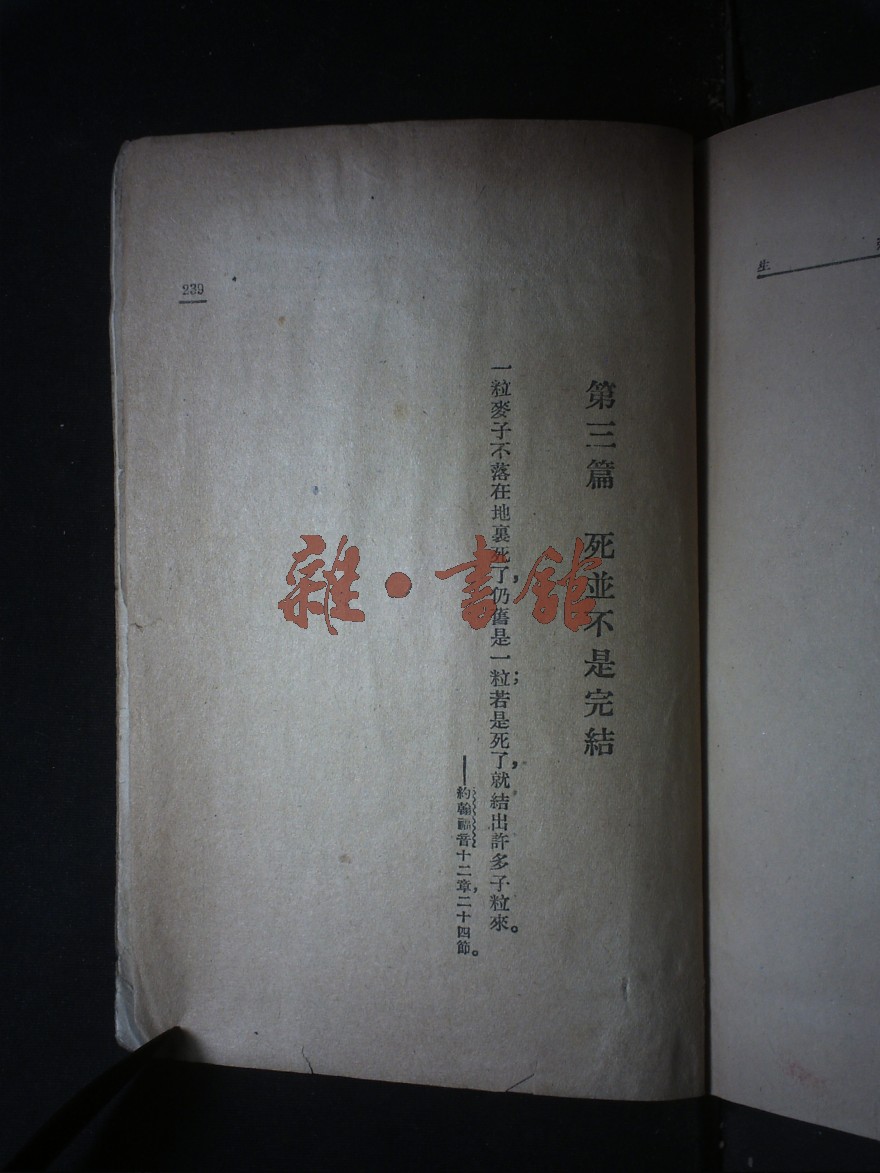 第三篇　死並不是完結
一粒麥子不落在地裏死了，仍舊是一粒；若是死了，就結出許多子粒來。
——約翰福音十二章，二十四節。
239
雜·書舘
生